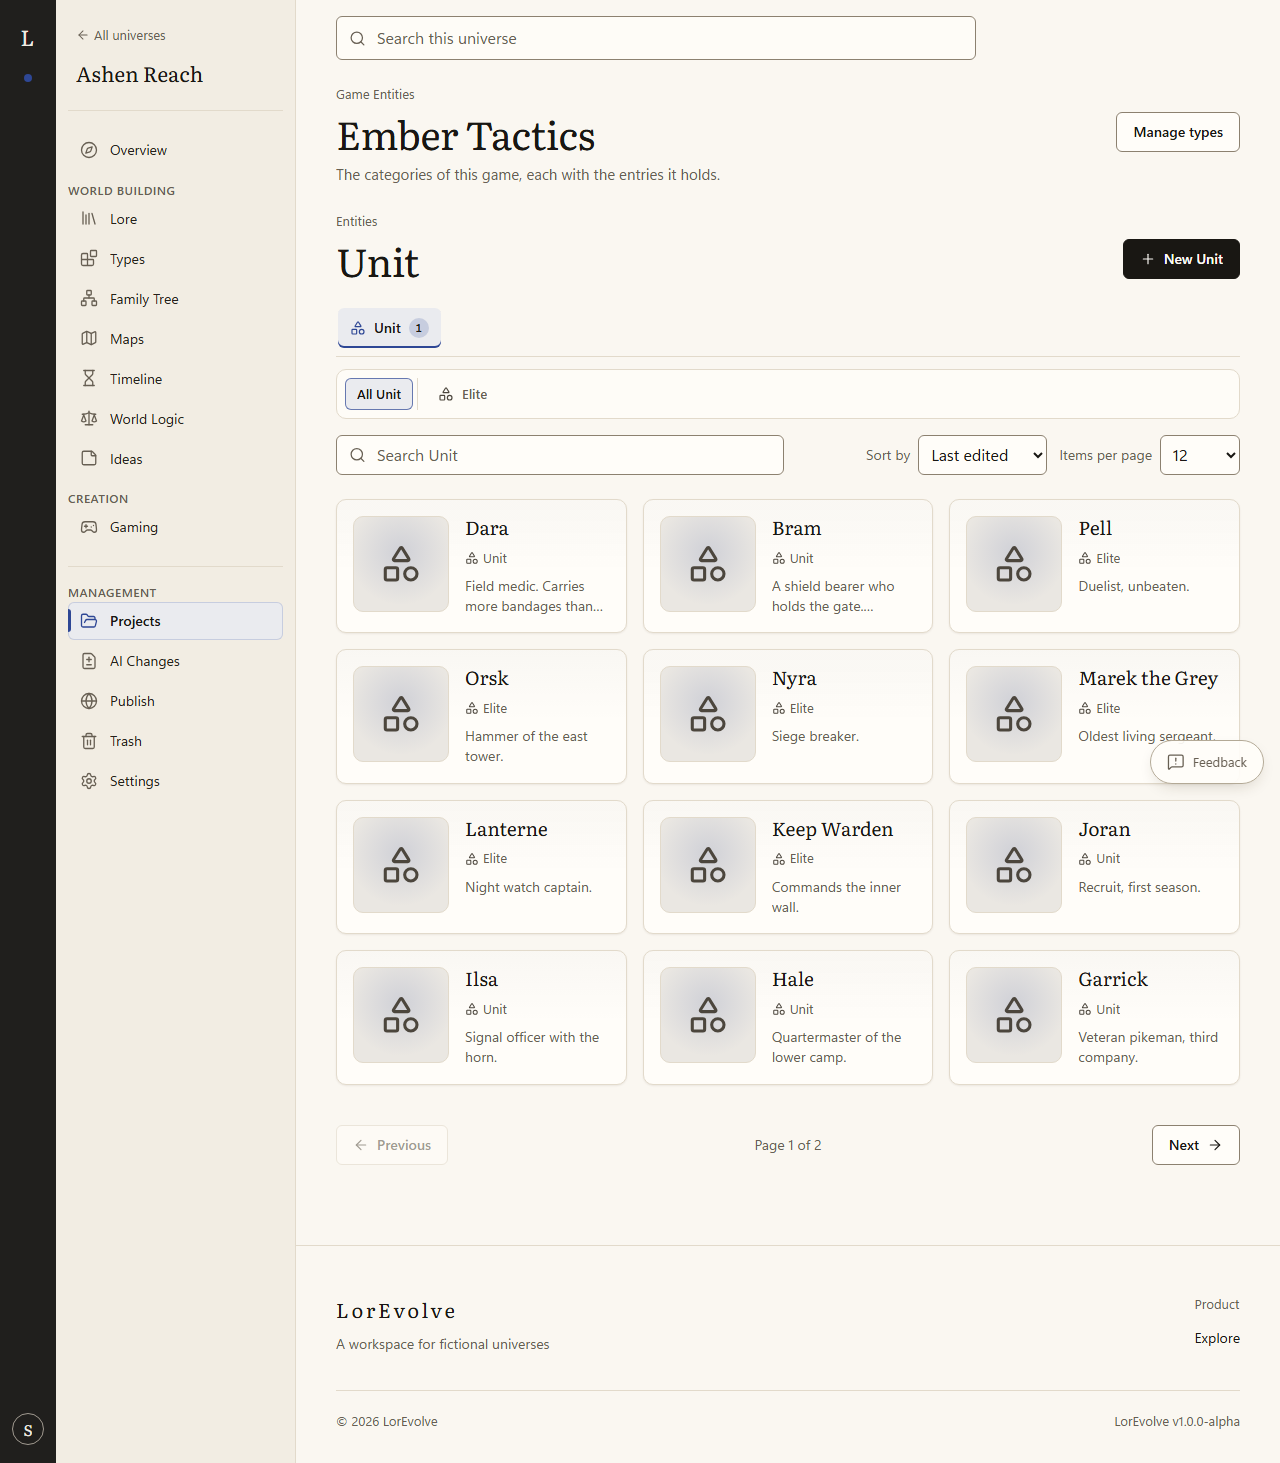 L
All universes
Ashen Reach
Overview
WORLD BUILDING
Lore
Types
Family Tree
Maps
Timeline
World Logic
Ideas
CREATION
Gaming
MANAGEMENT
Projects
AI Changes
Publish
Trash
Settings
S
Search this universe
Game Entities
Ember Tactics
Manage types
The categories of this game, each with the entries it holds.
Entities
Unit
New Unit
Unit 1
All Unit
Elite
Search Unit
Sort by
Last edited
Items per page
12
Dara
Unit
Field medic. Carries
more bandages than...
Bram
Unit
A shield bearer who
holds the gate....
Pell
Elite
Duelist, unbeaten.
Orsk
Elite
Hammer of the east
tower.
Nyra
Elite
Siege breaker.
Marek the Grey
Elite
Oldest living sergeant.
Feedback
Lanterne
Elite
Night watch captain.
Keep Warden
Elite
Commands the inner
wall.
Joran
Unit
Recruit, first season.
Ilsa
Unit
Signal officer with the
horn.
Hale
Unit
Quartermaster of the
lower camp.
Garrick
Unit
Veteran pikeman, third
company.
Previous
Page 1 of 2
Next
LorEvolve
A workspace for fictional universes
Product
Explore
© 2026 LorEvolve
LorEvolve v1.0.0-alpha